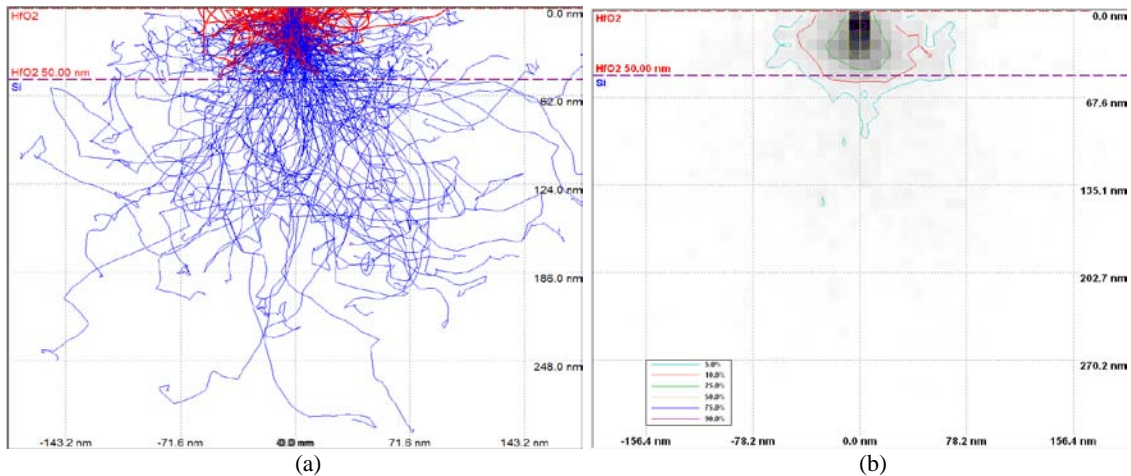 HfO2
0.0 nm
HfO2 50.00 nm
Si
62.0 nm
124.0 nm
186.0 nm
248.0 nm
-143.2 nm -71.6 nm 0.0 nm 71.6 nm 143.2 nm
(a)
HfO2
0.0 nm
HfO2 50.00 nm
Si
67.6 nm
135.1 nm
202.7 nm
270.2 nm
5.0%
10.0%
25.0%
50.0%
75.0%
90.0%
-156.4 nm -78.2 nm 0.0 nm 78.2 nm 156.4 nm
(b)